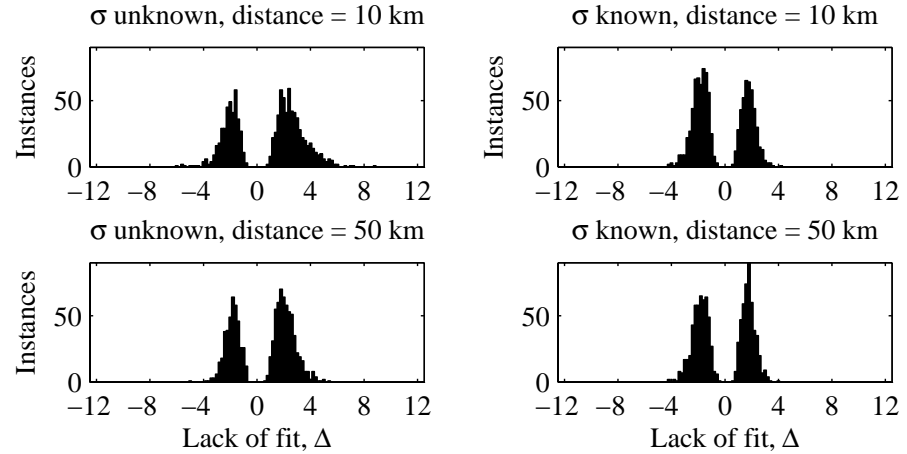 σ unknown, distance = 10 km
σ known, distance = 10 km
Instances
50
0
−12 −8 −4 0 4 8 12
Instances
50
0
−12 −8 −4 0 4 8 12
σ unknown, distance = 50 km
σ known, distance = 50 km
Instances
50
0
−12 −8 −4 0 4 8 12
Lack of fit, Δ
50
0
−12 −8 −4 0 4 8 12
Lack of fit, Δ
Instances